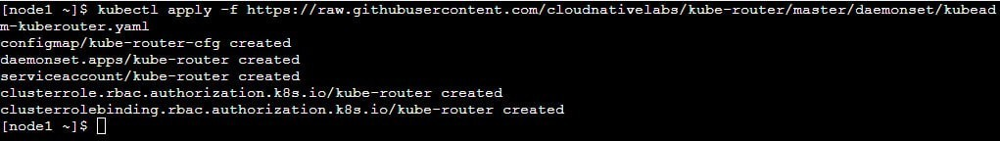 [node1 ~]$ kubectl apply -f https://raw.githubusercontent.com/cloudnativelabs/kube-router/master/daemonset/kubead
m-kuberouter.yaml
configmap/kube-router-cfg created
daemonset.apps/kube-router created
serviceaccount/kube-router created
clusterrole.rbac.authorization.k8s.io/kube-router created
clusterrolebinding.rbac.authorization.k8s.io/kube-router created
[node1 ~]$